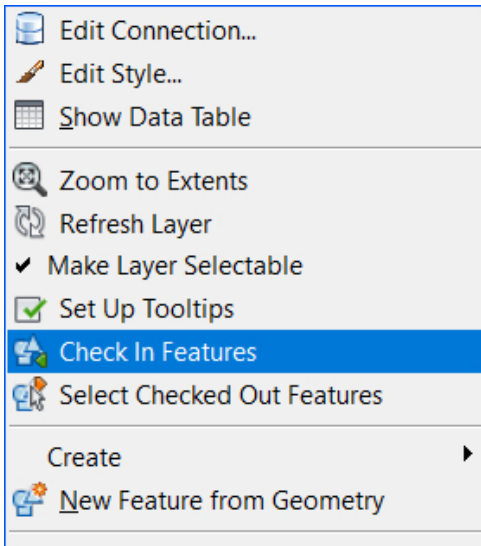 Edit Connection...
Edit Style...
Show Data Table
Zoom to Extents
Refresh Layer
Make Layer Selectable
Set Up Tooltips
Check In Features
Select Checked Out Features
Create
New Feature from Geometry